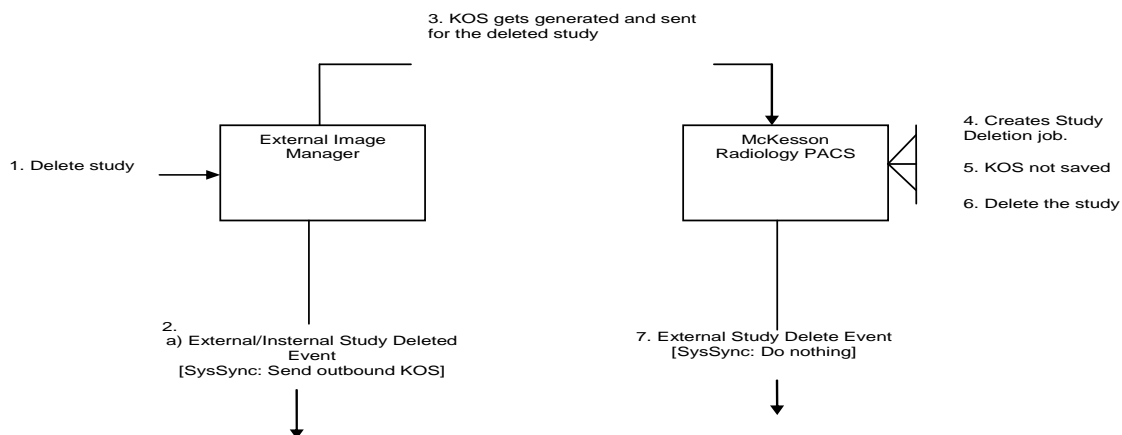 3. KOS gets generated and sent
for the deleted study
External Image
Manager
McKesson
Radiology PACS
1. Delete study
4. Creates Study
Deletion job.
5. KOS not saved
6. Delete the study
2.
a) External/Insternal Study Deleted
Event
[SysSync: Send outbound KOS]
7. External Study Delete Event
[SysSync: Do nothing]